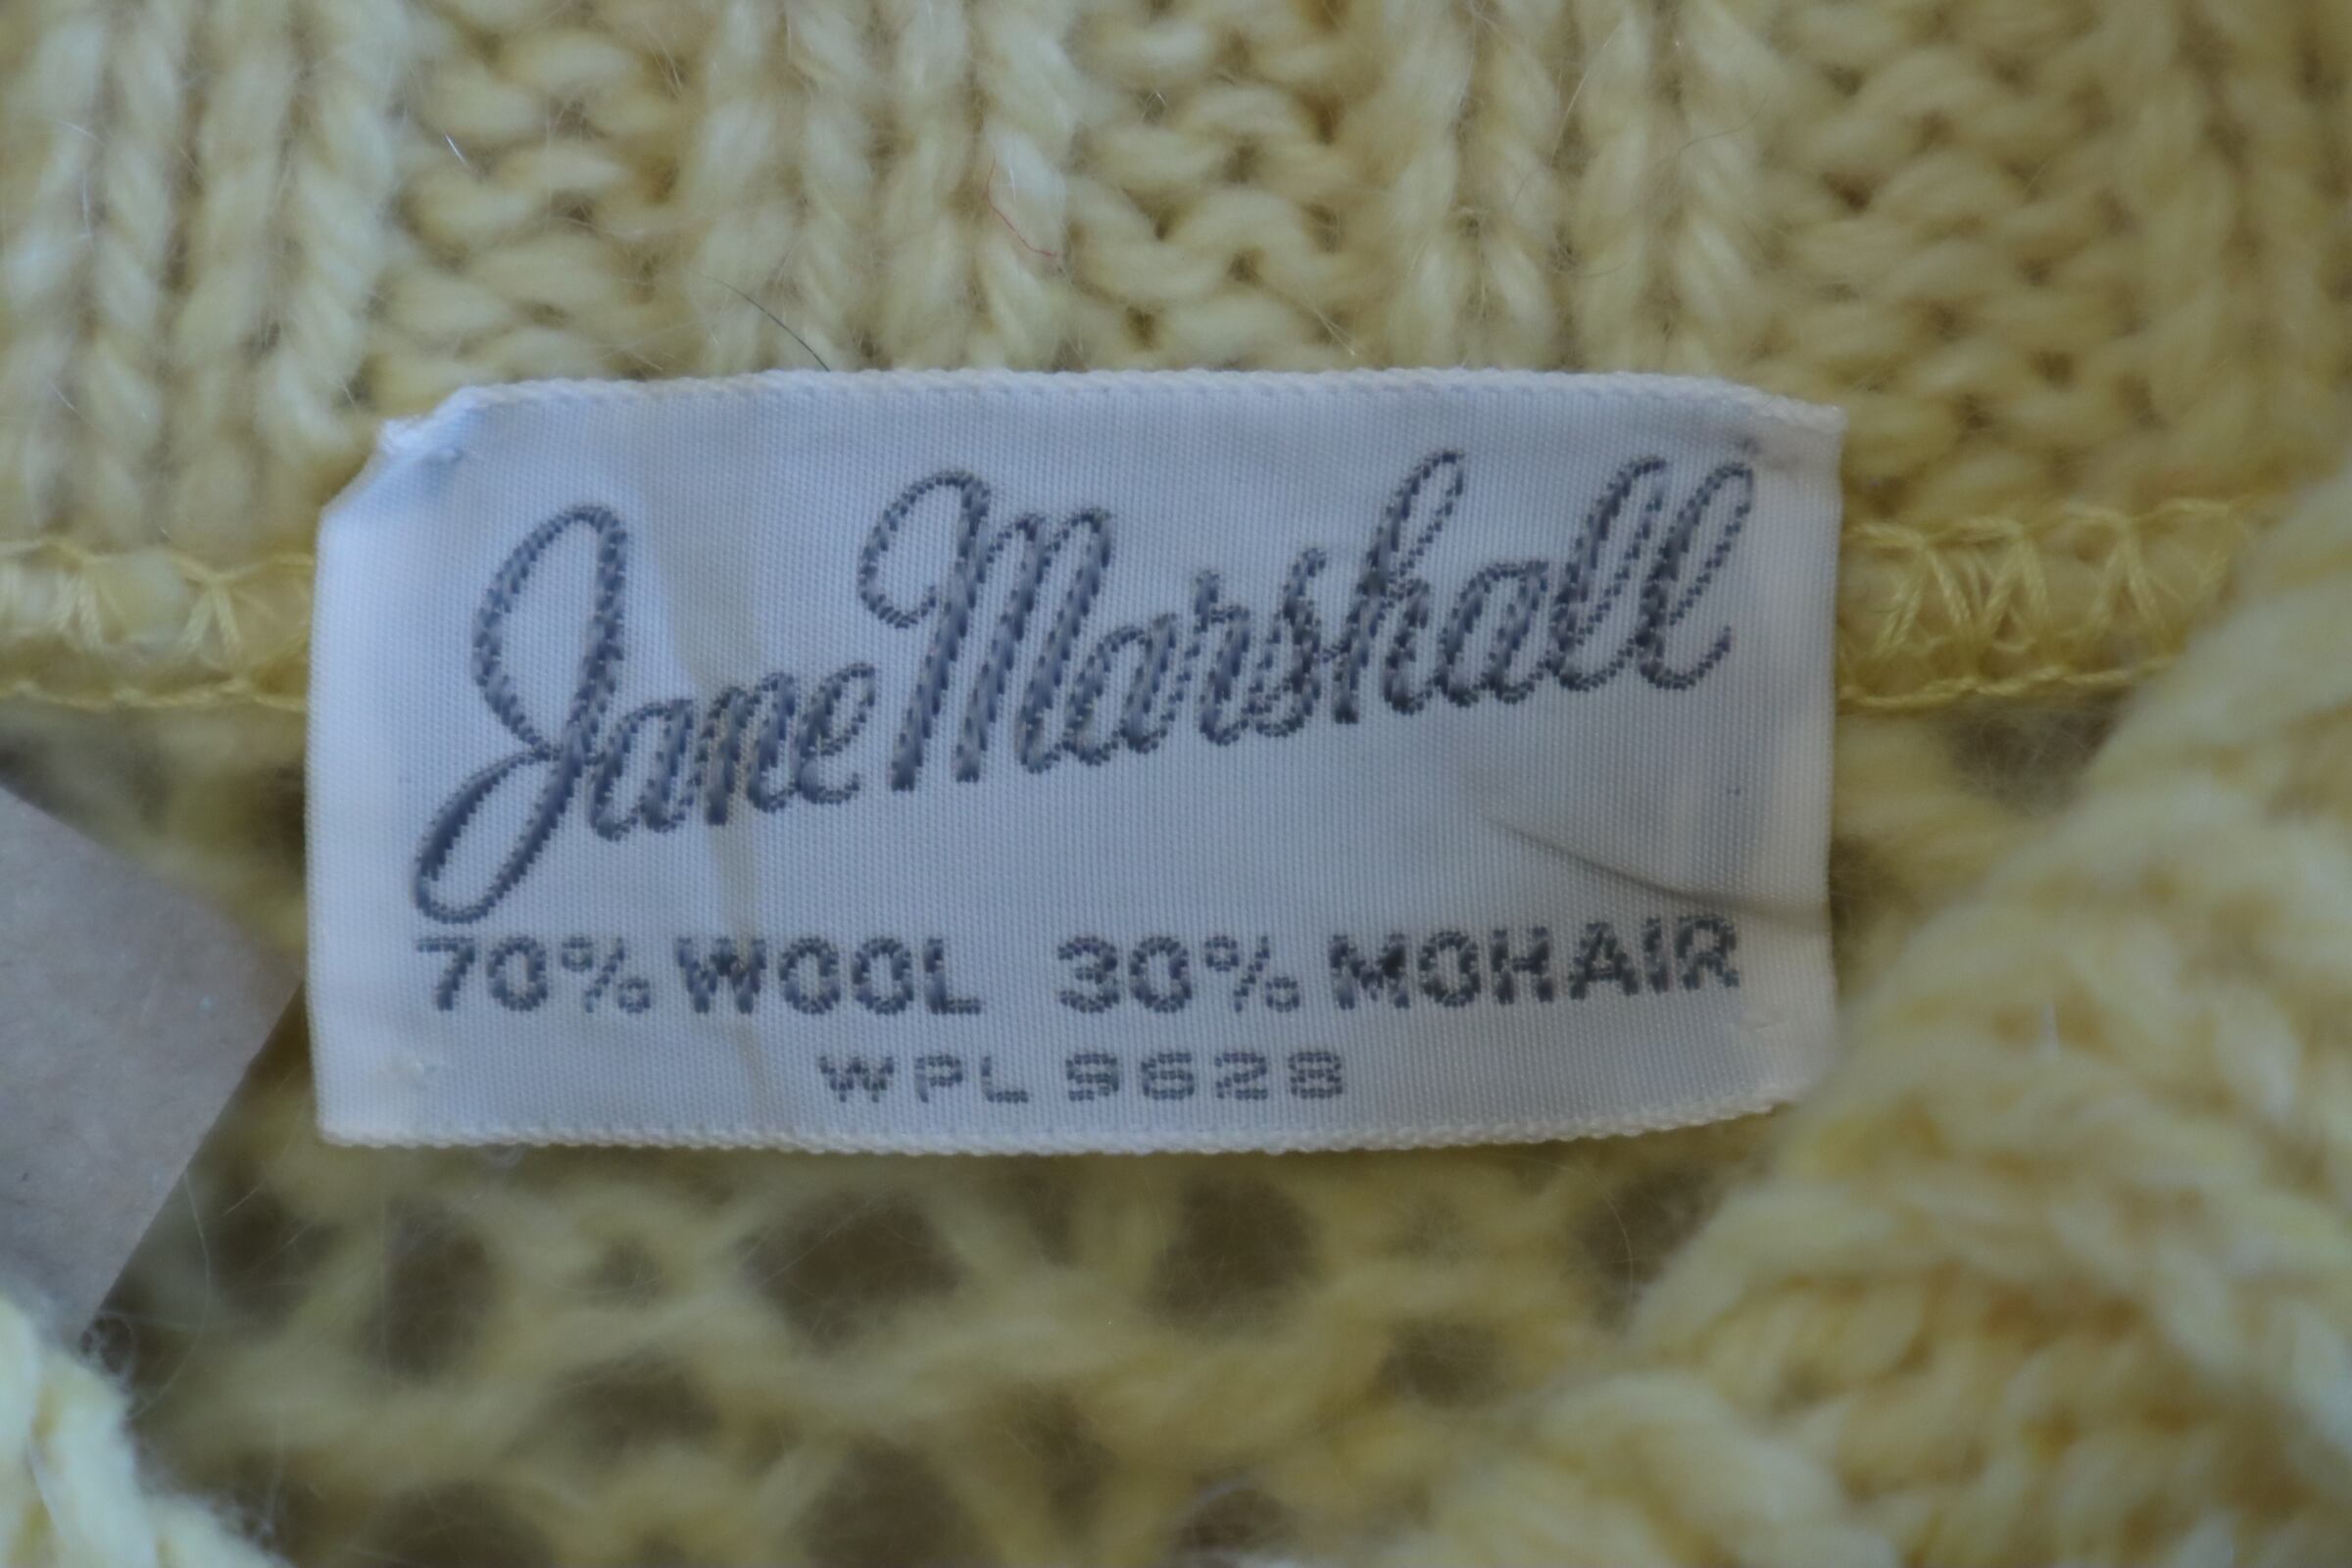 Jane Marshall
70% WOOL 30% MOHAIR
WPL 9628